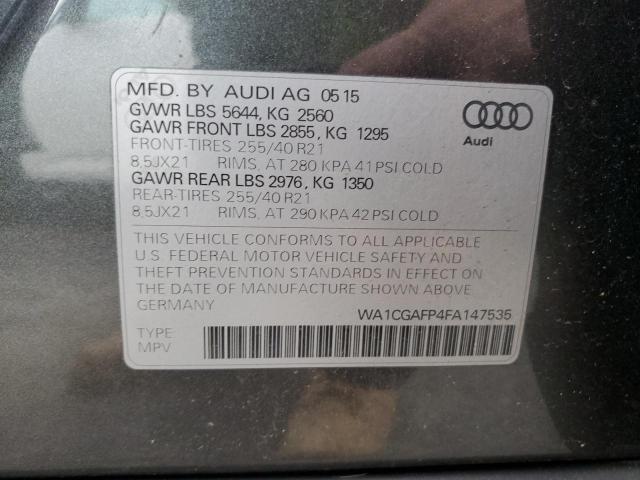 MFD. BY AUDI AG 05 15
GVWR LBS 5644, KG 2560
GAWR FRONT LBS 2855, KG 1295
FRONT-TIRES 255/40 R21
8,5JX21 RIMS, AT 280 KPA 41 PSI COLD
GAWR REAR LBS 2976, KG 1350
REAR-TIRES 255/40 R21
8,5JX21 RIMS, AT 290 KPA 42 PSI COLD
Audi
THIS VEHICLE CONFORMS TO ALL APPLICABLE
U.S. FEDERAL MOTOR VEHICLE SAFETY AND
THEFT PREVENTION STANDARDS IN EFFECT ON
THE DATE OF MANUFACTURE SHOWN ABOVE.
GERMANY
WA1CGAFP4FA147535
TYPE
MPV